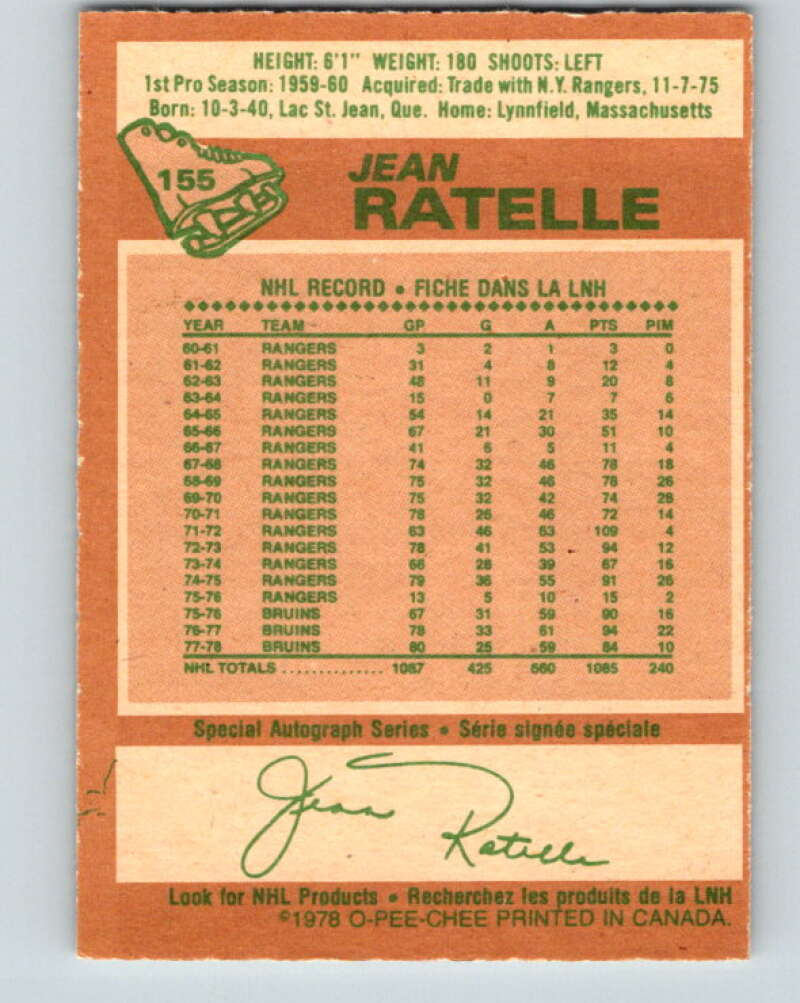 HEIGHT: 6'1" WEIGHT: 180 SHOOTS: LEFT
1st Pro Season: 1959-60 Acquired: Trade with N.Y. Rangers, 11-7-75
Born: 10-3-40, Lac St. Jean, Que. Home: Lynnfield, Massachusetts
155
JEAN
RATELLE
NHL RECORD • FICHE DANS LA LNH
YEAR TEAM GP G A PTS PIM
60-61 RANGERS 3 2 1 3 0
61-62 RANGERS 31 4 8 12 4
62-63 RANGERS 48 11 9 20 8
63-64 RANGERS 15 0 7 7 6
64-65 RANGERS 54 14 21 35 14
65-66 RANGERS 67 21 30 51 10
66-67 RANGERS 41 6 5 11 4
67-68 RANGERS 74 32 46 78 18
68-69 RANGERS 75 32 46 78 26
69-70 RANGERS 75 32 42 74 28
70-71 RANGERS 78 26 46 72 14
71-72 RANGERS 63 46 63 109 4
72-73 RANGERS 78 41 53 94 12
73-74 RANGERS 68 28 39 67 16
74-75 RANGERS 79 36 55 91 26
75-76 RANGERS 13 5 10 15 2
75-76 BRUINS 67 31 59 90 16
76-77 BRUINS 78 33 61 94 22
77-78 BRUINS 80 25 59 84 10
NHL TOTALS .............. 1087 425 660 1085 240
Special Autograph Series • Série signée spéciale
Jean Ratelle
Look for NHL Products • Recherchez les produits de la LNH
©1978 O-PEE-CHEE PRINTED IN CANADA.